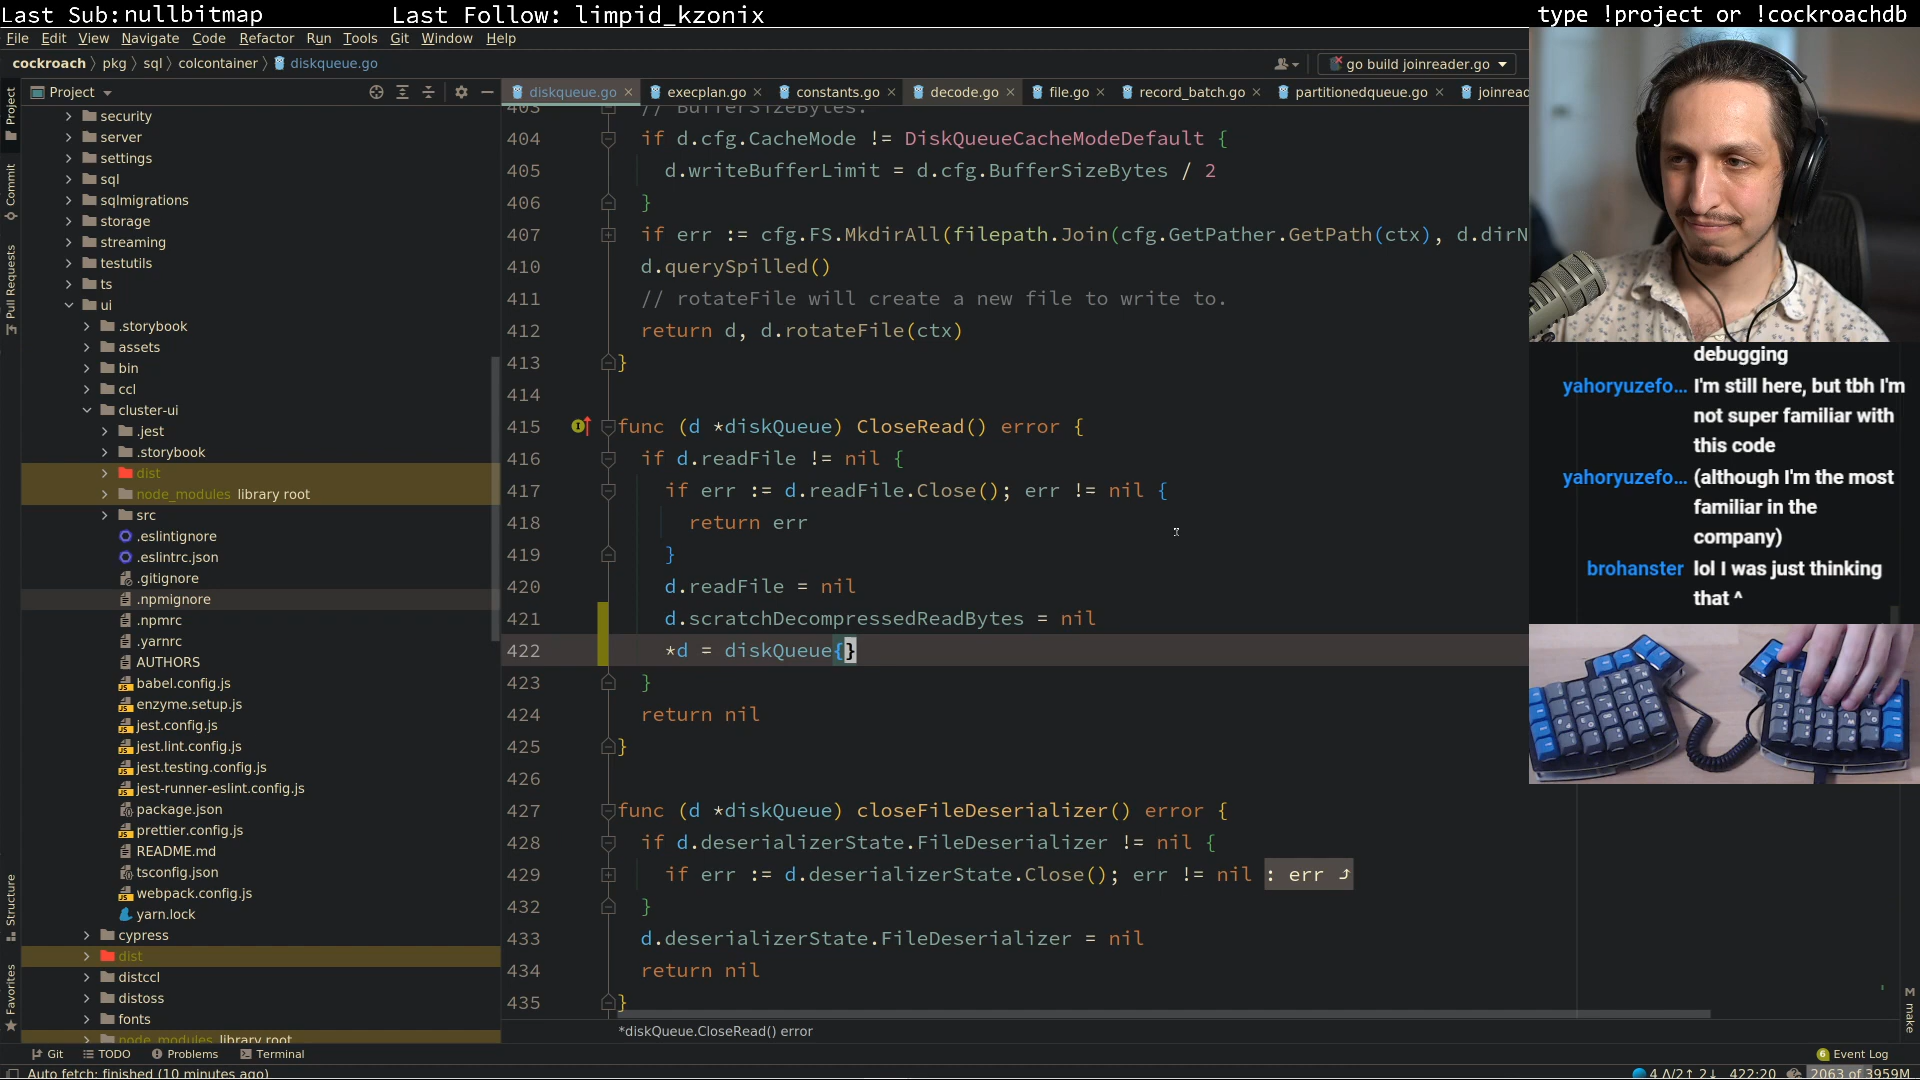 Last Sub:nullbitmap
Last Follow: limpid_kzonix
type !project or !cockroachdb
File Edit View Navigate Code Refactor Run Tools Git Window Help
cockroach pkg sql colcontainer diskqueue.go
go build joinreader.go
Project
diskqueue.go execplan.go constants.go decode.go file.go record_batch.go partitionedqueue.go joinread
Project
Commit
Pull Requests
Structure
Favorites
security
server
settings
sql
sqlmigrations
storage
streaming
testutils
ts
ui
.storybook
assets
bin
ccl
cluster-ui
.jest
.storybook
dist
node_modules library root
src
.eslintignore
.eslintrc.json
.gitignore
.npmignore
.npmrc
.yarnrc
AUTHORS
babel.config.js
enzyme.setup.js
jest.config.js
jest.lint.config.js
jest.testing.config.js
jest-runner-eslint.config.js
package.json
prettier.config.js
README.md
tsconfig.json
webpack.config.js
yarn.lock
cypress
dist
distccl
distoss
fonts
node_modules library root
403 // BufferSizeBytes.
404 if d.cfg.CacheMode != DiskQueueCacheModeDefault {
405 d.writeBufferLimit = d.cfg.BufferSizeBytes / 2
406 }
407 if err := cfg.FS.MkdirAll(filepath.Join(cfg.GetPather.GetPath(ctx), d.dirN
410 d.querySpilled()
411 // rotateFile will create a new file to write to.
412 return d, d.rotateFile(ctx)
413 }
414
415 func (d *diskQueue) CloseRead() error {
416 if d.readFile != nil {
417 if err := d.readFile.Close(); err != nil {
418 return err
419 }
420 d.readFile = nil
421 d.scratchDecompressedReadBytes = nil
422 *d = diskQueue{}
423 }
424 return nil
425 }
426
427 func (d *diskQueue) closeFileDeserializer() error {
428 if d.deserializerState.FileDeserializer != nil {
429 if err := d.deserializerState.Close(); err != nil : err
432 }
433 d.deserializerState.FileDeserializer = nil
434 return nil
435 }
*diskQueue.CloseRead() error
debugging
yahoryuzefo... I'm still here, but tbh I'm
not super familiar with
this code
yahoryuzefo... (although I'm the most
familiar in the
company)
brohanster lol I was just thinking
that ^
make
Git TODO Problems Terminal
6 Event Log
Auto fetch: finished (10 minutes ago)
422:20 2063 of 3959M